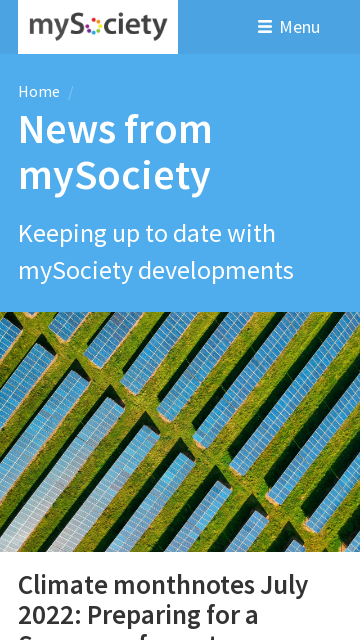 mySociety
Menu
Home /
News from
mySociety
Keeping up to date with
mySociety developments
Climate monthnotes July
2022: Preparing for a